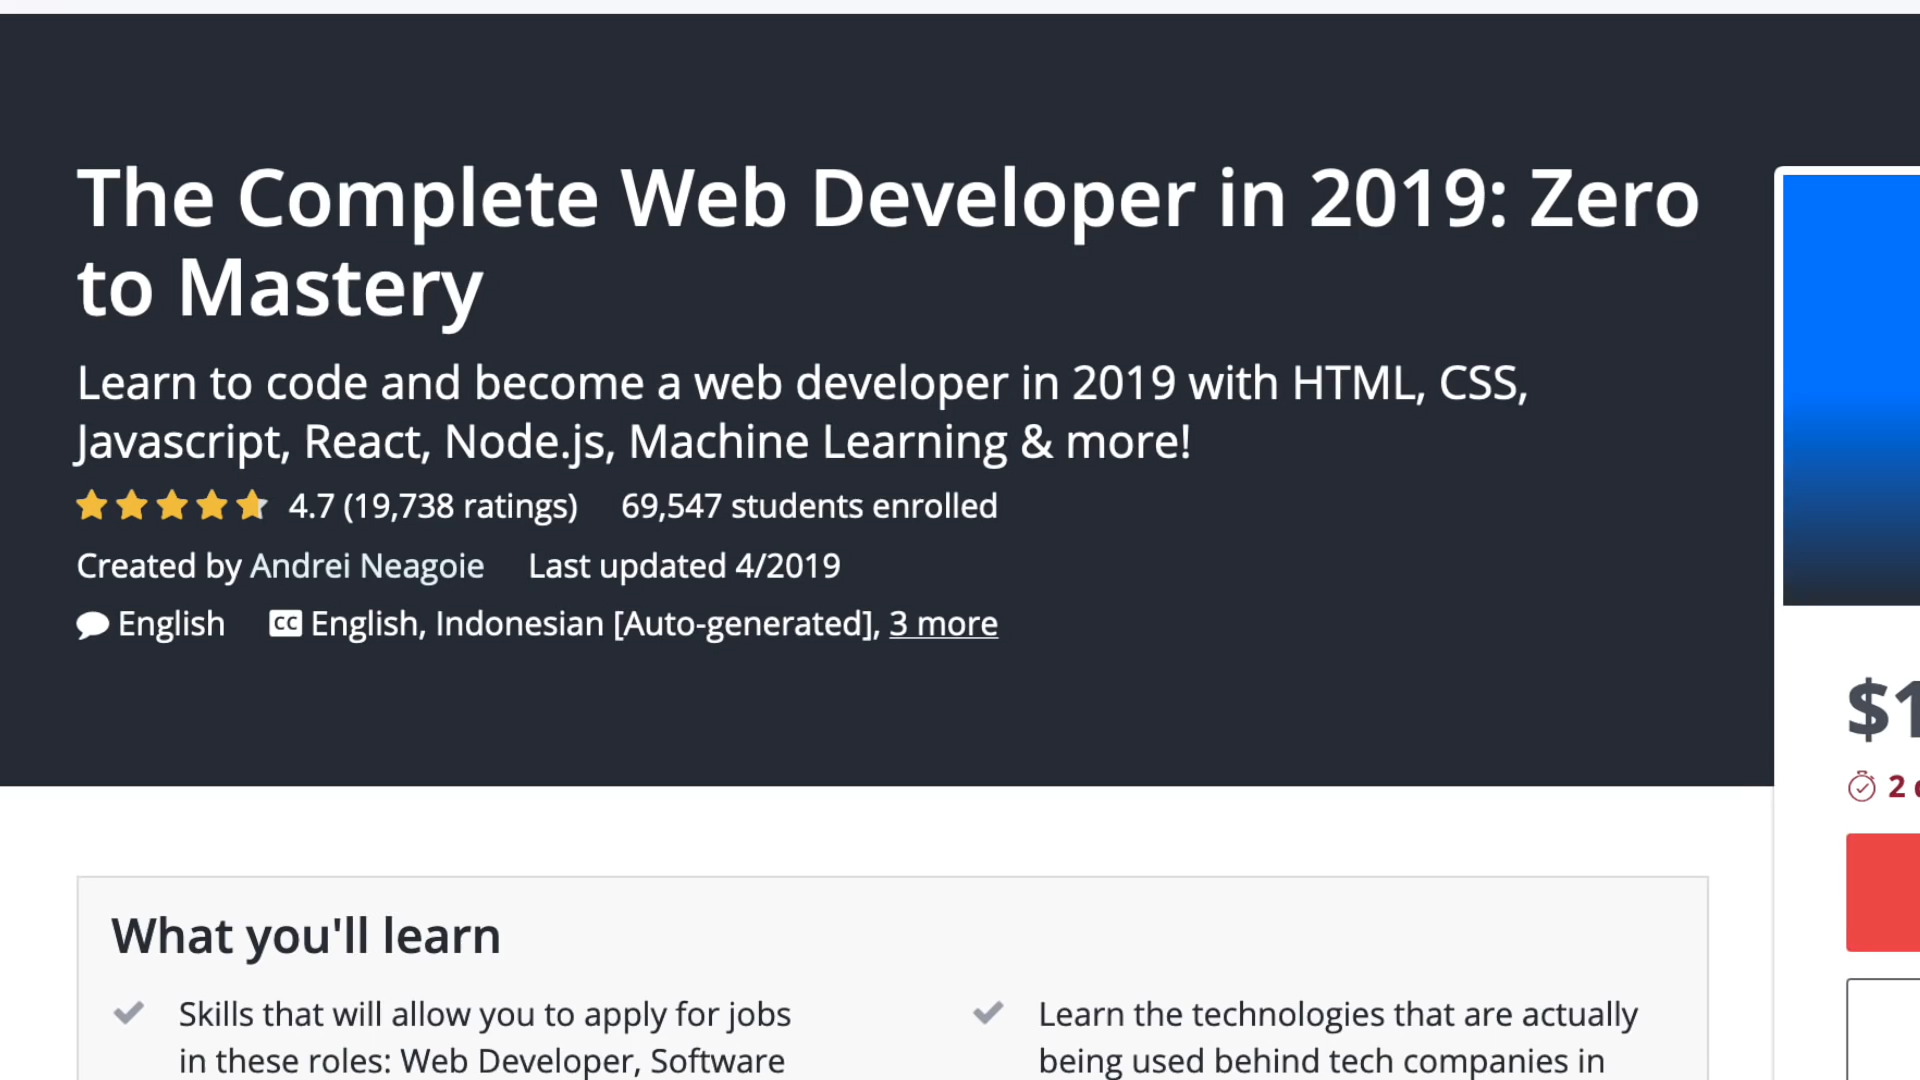 The Complete Web Developer in 2019: Zero
to Mastery
Learn to code and become a web developer in 2019 with HTML, CSS,
Javascript, React, Node.js, Machine Learning & more!
4.7 (19,738 ratings) 69,547 students enrolled
Created by Andrei Neagoie Last updated 4/2019
English CC English, Indonesian [Auto-generated], 3 more
$1
2
What you'll learn
Skills that will allow you to apply for jobs
in these roles: Web Developer, Software
Learn the technologies that are actually
being used behind tech companies in